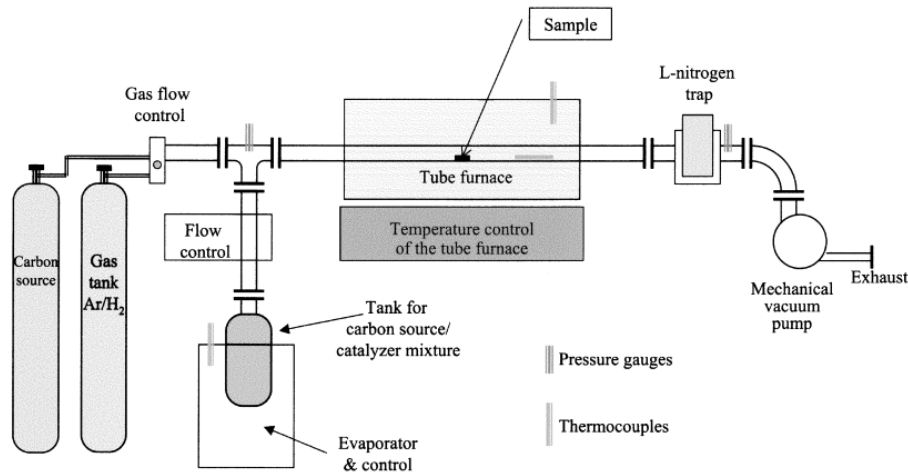 Sample
L-nitrogen
trap
Gas flow
control
Tube furnace
Flow
control
Temperature control
of the tube furnace
Carbon
source
Gas
tank
Ar/H₂
Exhaust
Mechanical
vacuum
pump
Tank for
carbon source/
catalyzer mixture
Pressure gauges
Thermocouples
Evaporator
& control